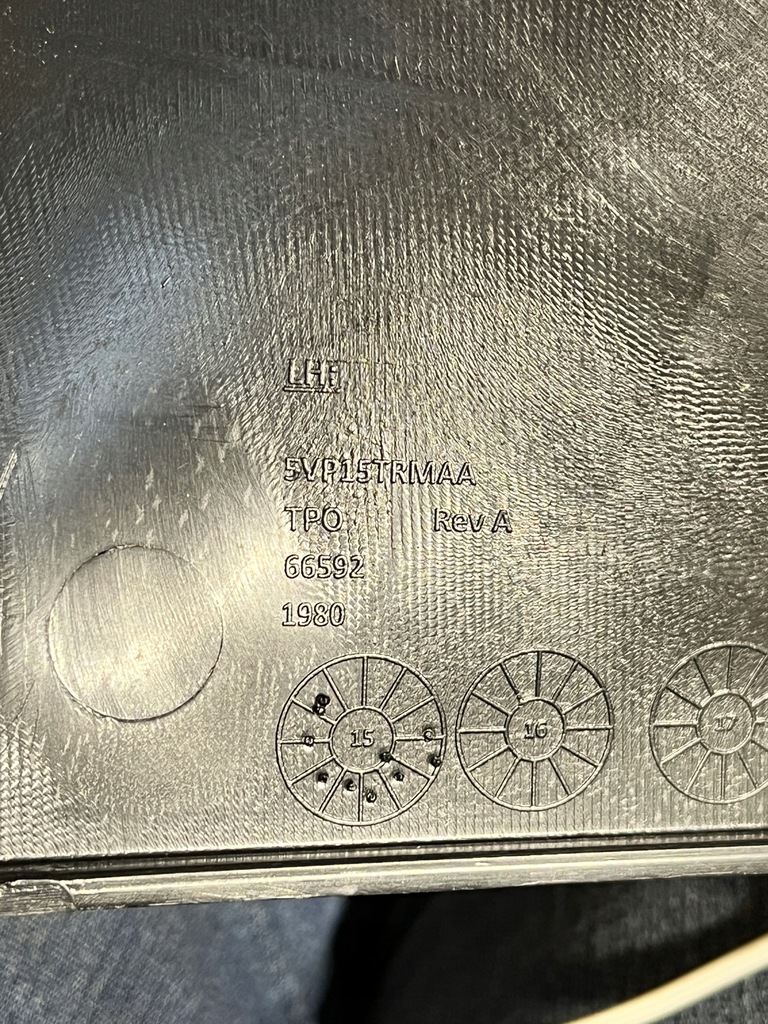 LHF
5VP15TRMAA
TPO Rev A
66592
1980
15 16 17